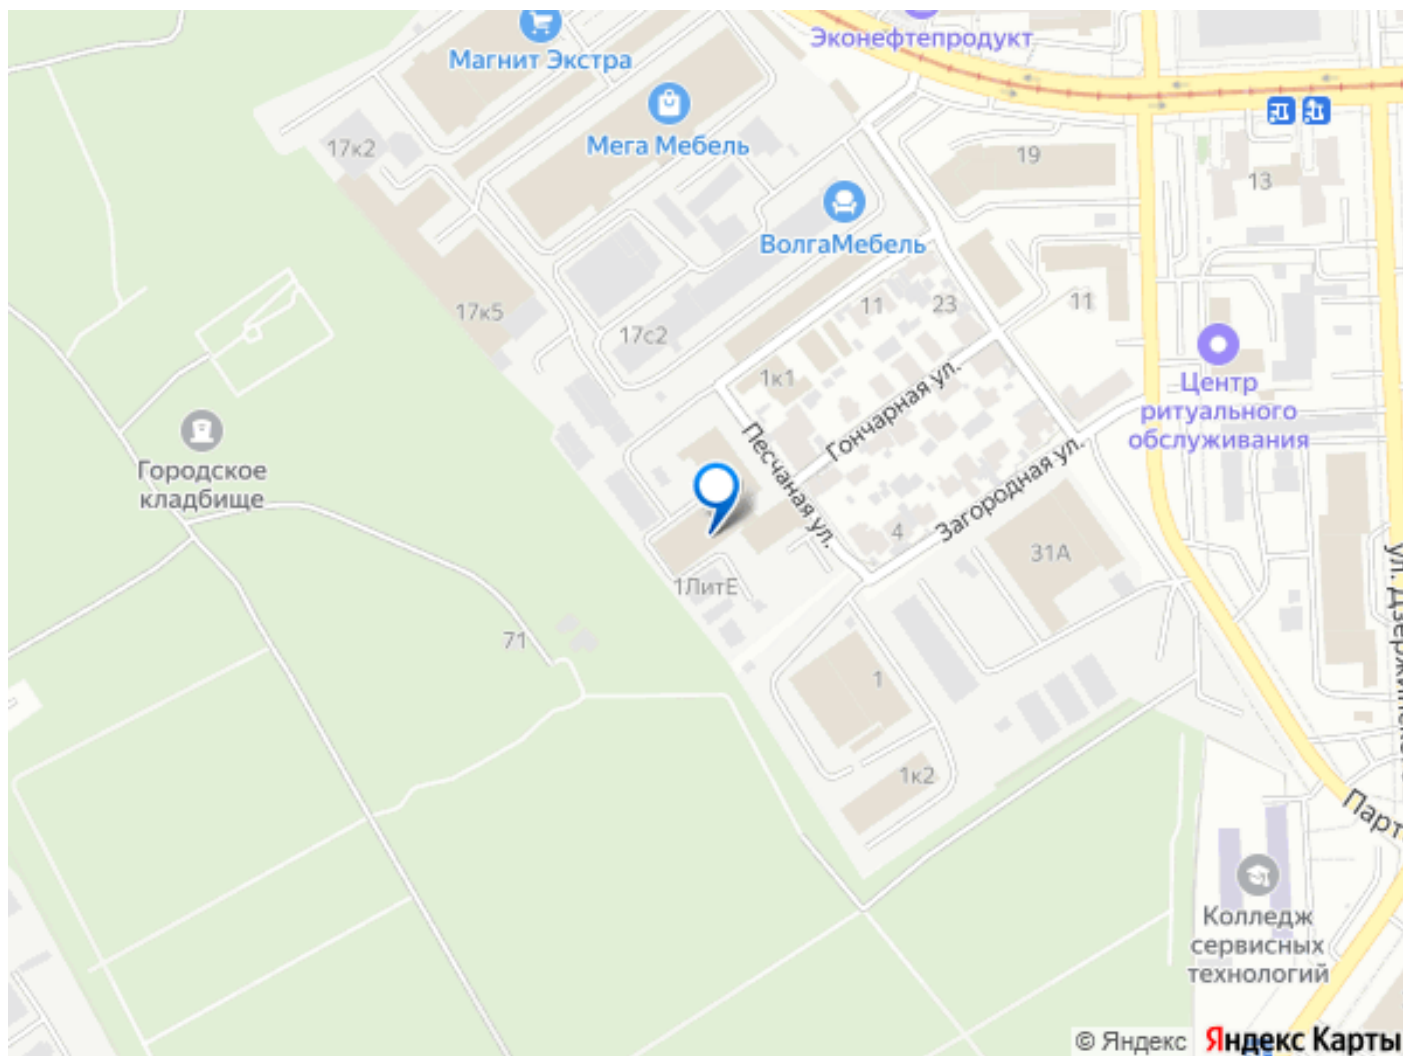 Эконефтепродукт
Магнит Экстра
Мега Мебель
17к2
19
13
ВолгаМебель
17к5
17с2
11
23
11
1к1
Гончарная ул.
Песчаная ул.
Загородная ул.
Центр
ритуального
обслуживания
Городское
кладбище
4
31А
1ЛитЕ
71
1
1к2
ул. Дзержинско
Парт
Колледж
сервисных
технологий
© Яндекс
Яндекс Карты